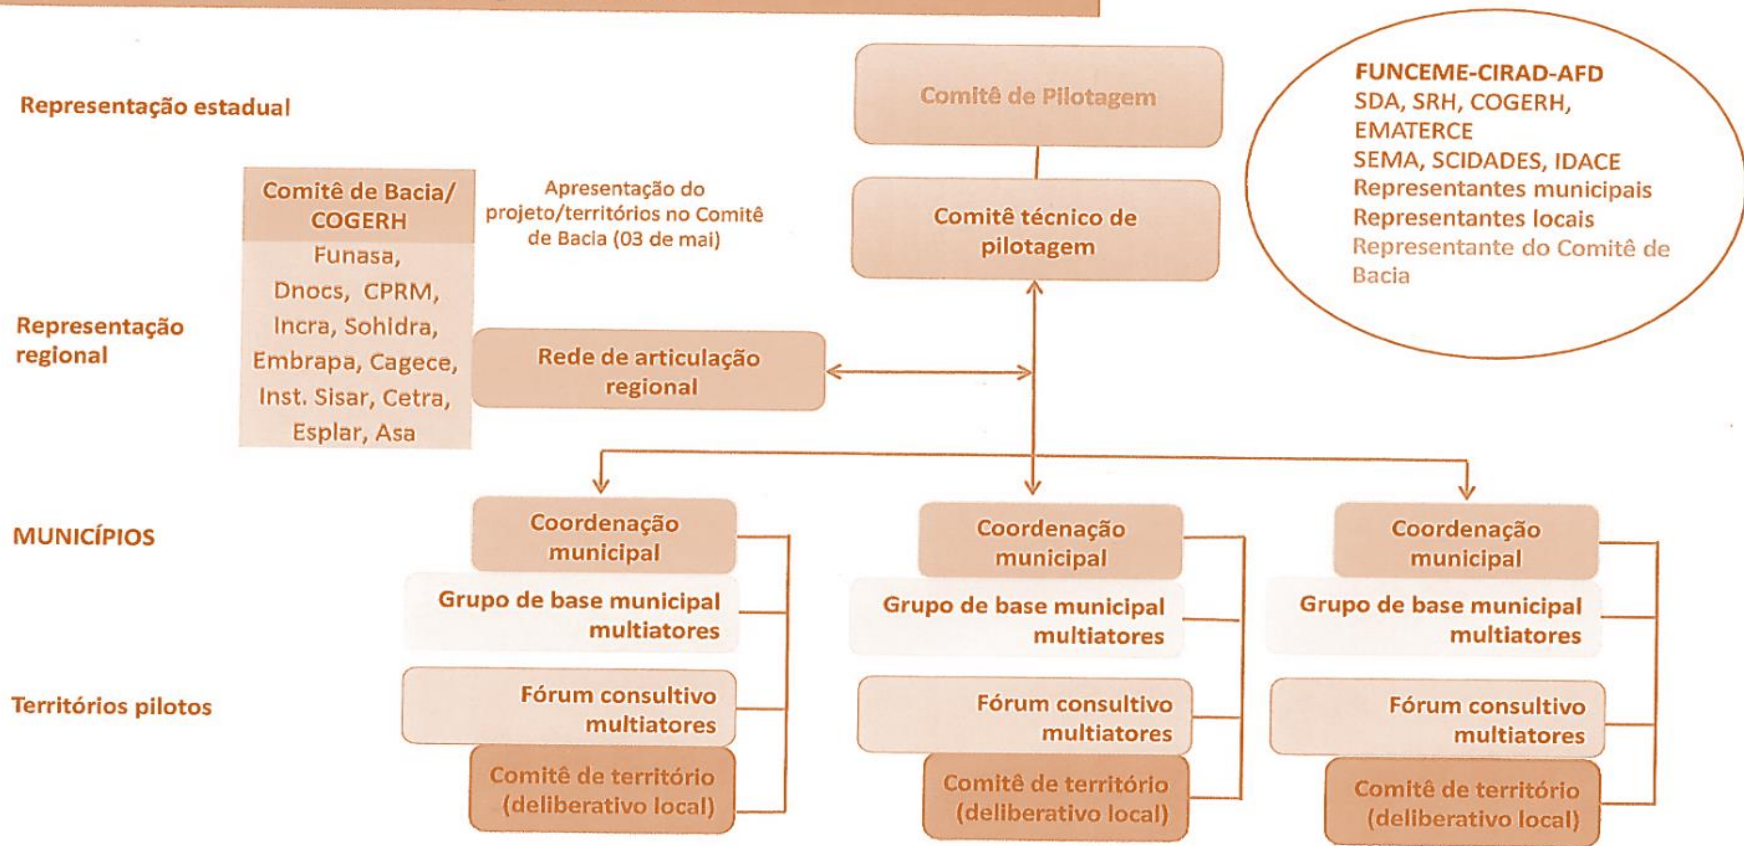 Representação estadual
Comitê de Pilotagem
FUNCEME-CIRAD-AFD
SDA, SRH, COGERH,
EMATERCE
SEMA, SCIDADES, IDACE
Representantes municipais
Representantes locais
Representante do Comitê de
Bacia
Comitê de Bacia/
COGERH
Funasa,
Dnocs, CPRM,
Incra, Sohidra,
Embrapa, Cagece,
Inst. Sisar, Cetra,
Esplar, Asa
Apresentação do
projeto/territórios no Comitê
de Bacia (03 de mai)
Comitê técnico de
pilotagem
Representação
regional
Rede de articulação
regional
MUNICÍPIOS
Coordenação
municipal
Grupo de base municipal
multiatores
Coordenação
municipal
Grupo de base municipal
multiatores
Coordenação
municipal
Grupo de base municipal
multiatores
Territórios pilotos
Fórum consultivo
multiatores
Comitê de território
(deliberativo local)
Fórum consultivo
multiatores
Comitê de território
(deliberativo local)
Fórum consultivo
multiatores
Comitê de território
(deliberativo local)